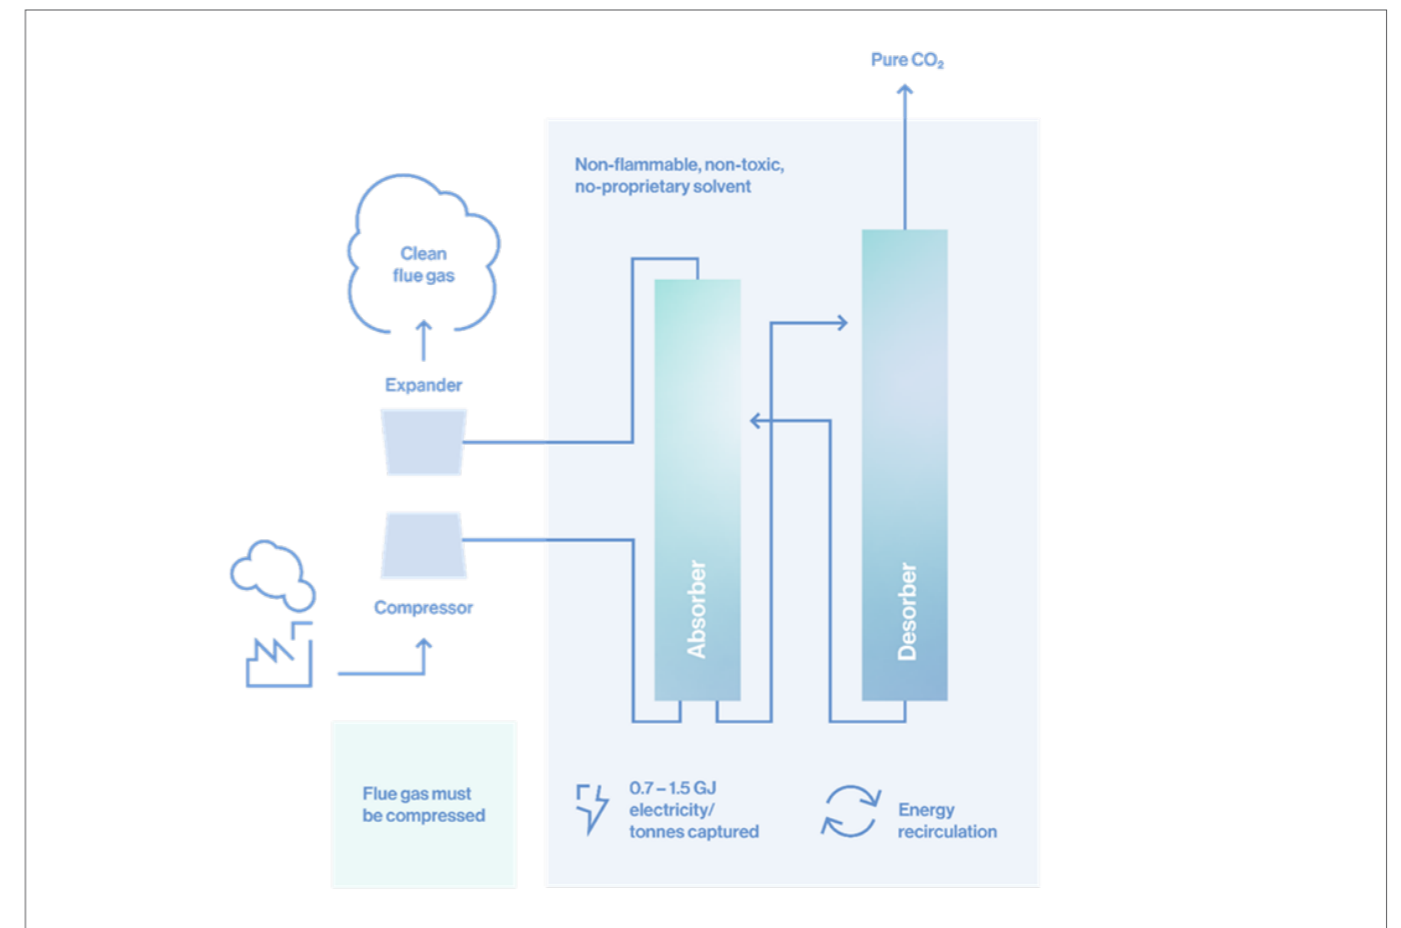 Pure CO₂
Non-flammable, non-toxic,
no-proprietary solvent
Clean
flue gas
Expander
Compressor
Absorber
Desorber
Flue gas must
be compressed
0.7 – 1.5 GJ
electricity/
tonnes captured
Energy
recirculation